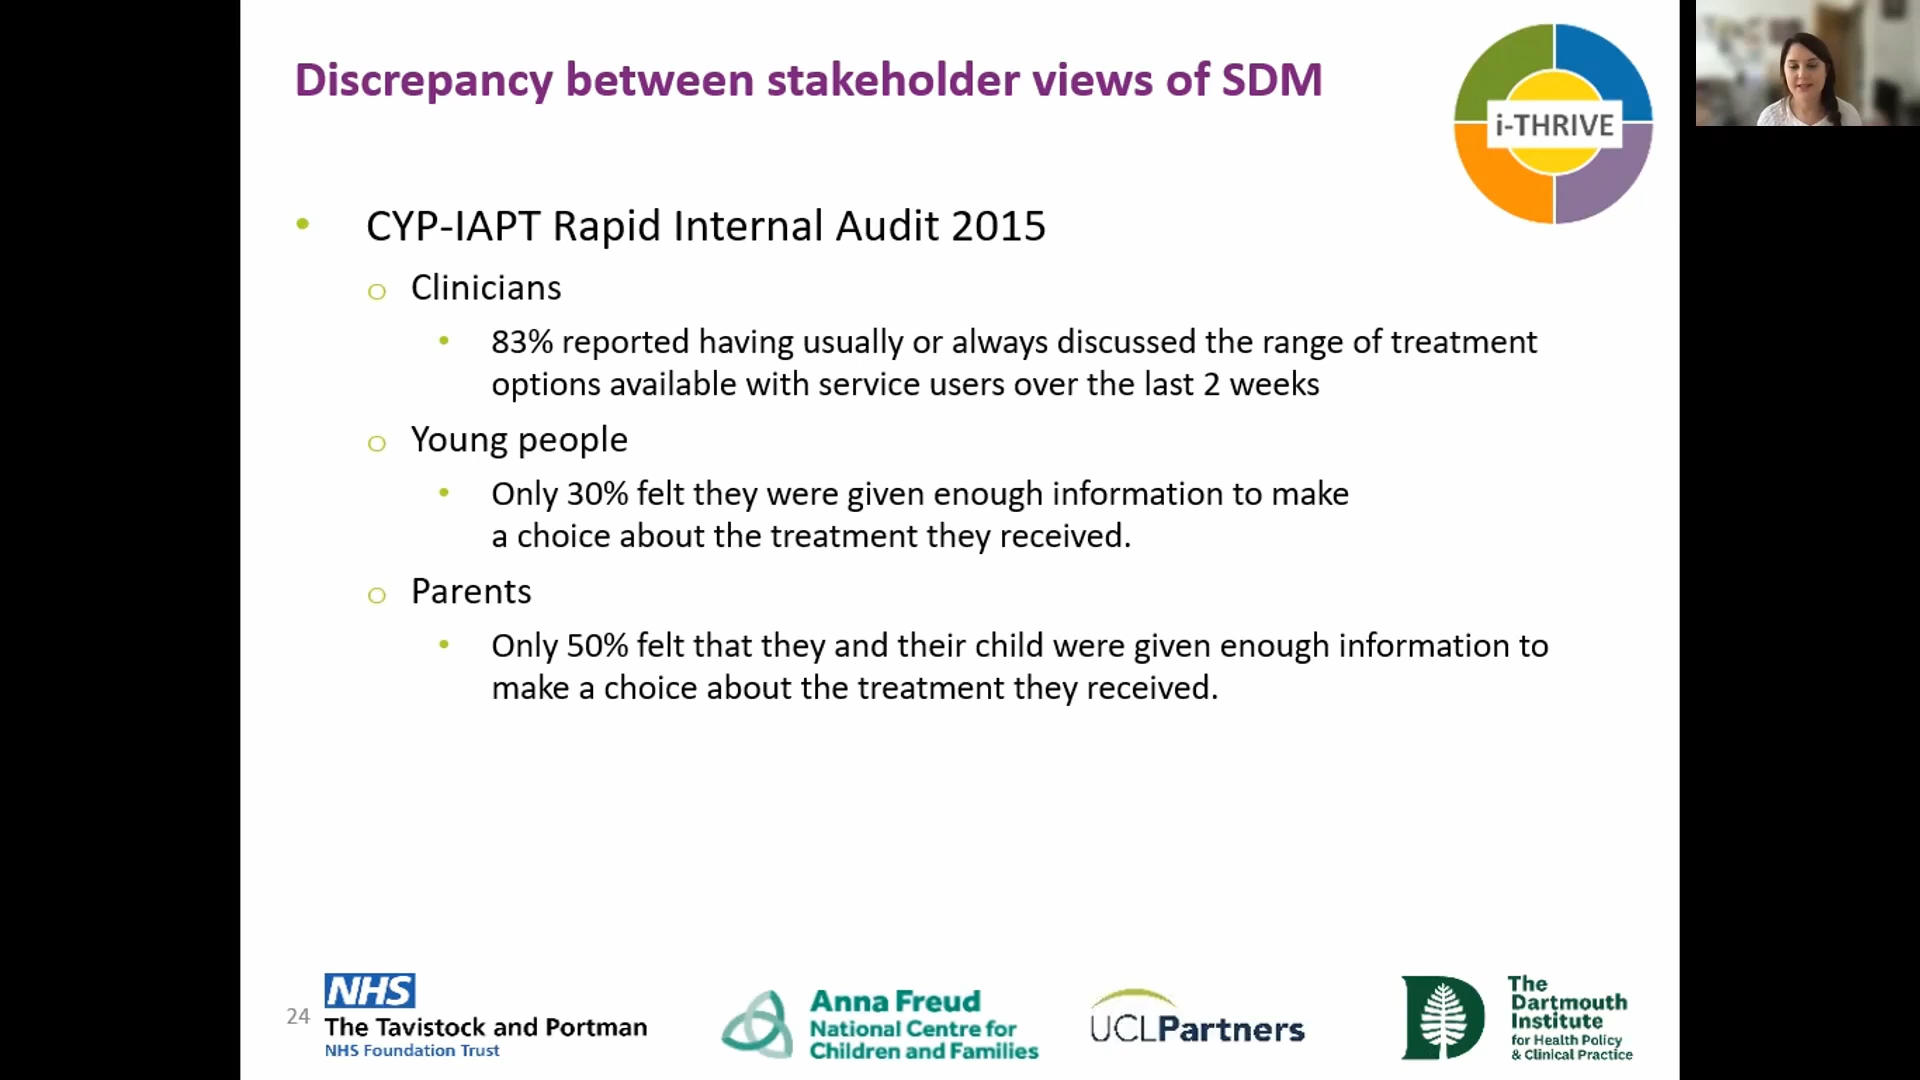 Discrepancy between stakeholder views of SDM
i-THRIVE
• CYP-IAPT Rapid Internal Audit 2015
o Clinicians
• 83% reported having usually or always discussed the range of treatment
options available with service users over the last 2 weeks
o Young people
• Only 30% felt they were given enough information to make
a choice about the treatment they received.
o Parents
• Only 50% felt that they and their child were given enough information to
make a choice about the treatment they received.
24
NHS
The Tavistock and Portman
NHS Foundation Trust
Anna Freud
National Centre for
Children and Families
UCLPartners
The
Dartmouth
Institute
for Health Policy
& Clinical Practice